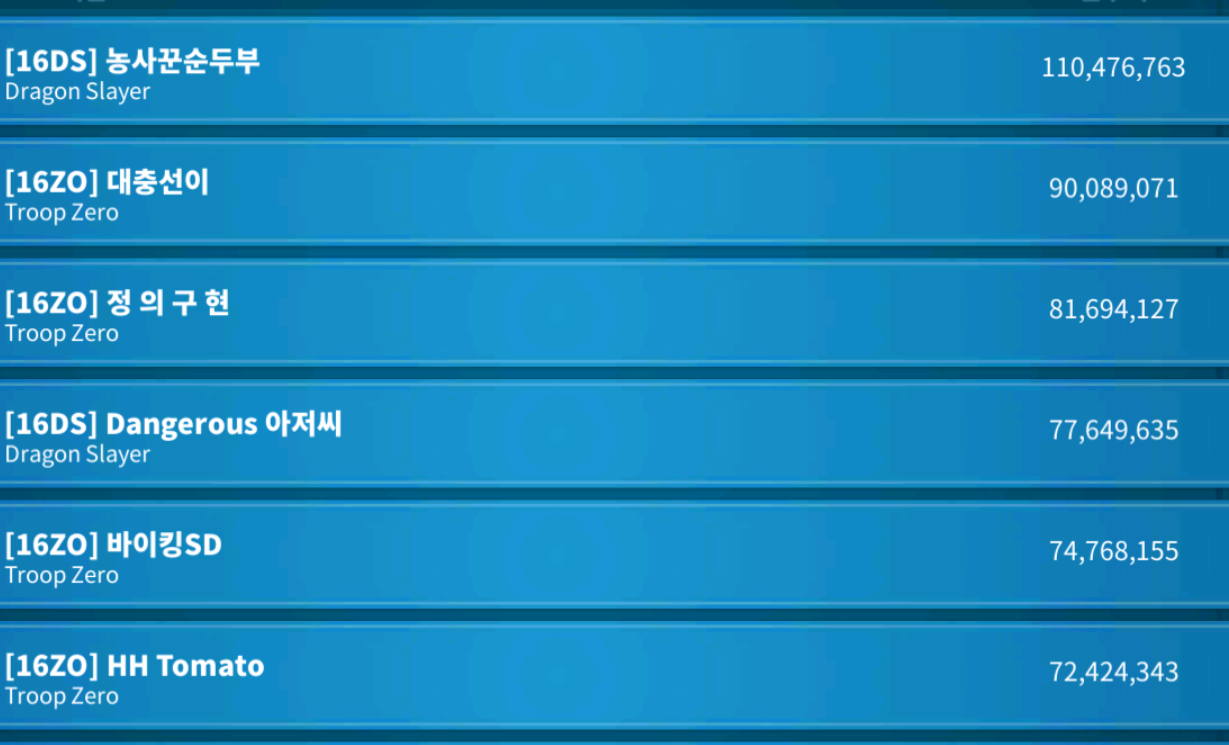 [16DS] 농사꾼순두부
110,476,763
Dragon Slayer
[16ZO] 대충선이
90,089,071
Troop Zero
[16ZO] 정 의 구 현
81,694,127
Troop Zero
[16DS] Dangerous 아저씨
77,649,635
Dragon Slayer
[16ZO] 바이킹SD
74,768,155
Troop Zero
[16ZO] HH Tomato
72,424,343
Troop Zero